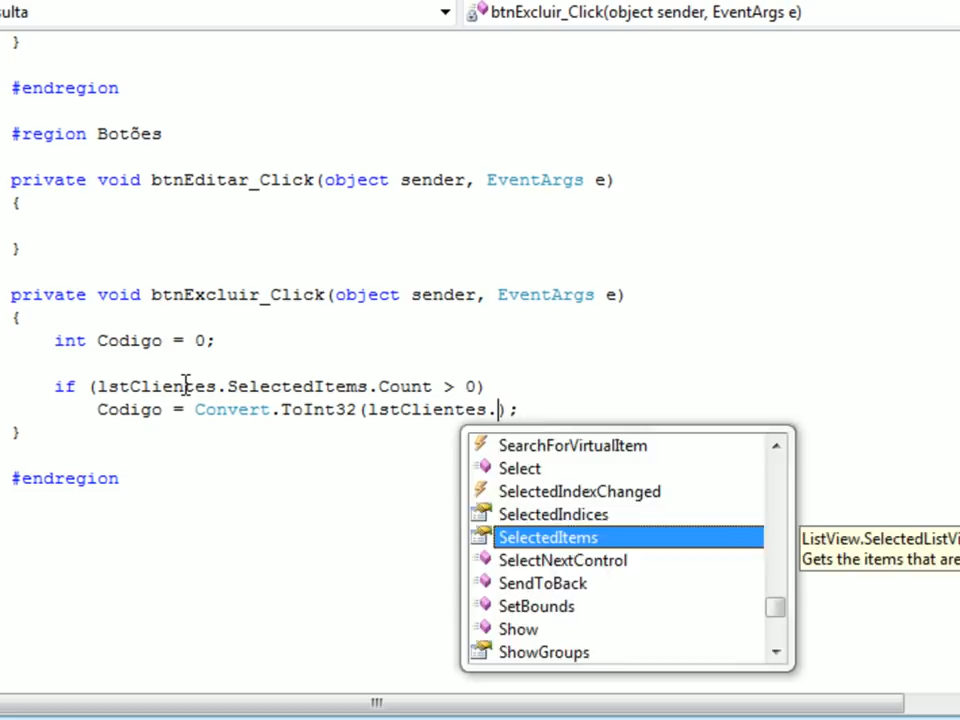 sulta
btnExcluir_Click(object sender, EventArgs e)
}
#endregion
#region Botões
private void btnEditar_Click(object sender, EventArgs e)
{
}
private void btnExcluir_Click(object sender, EventArgs e)
{
int Codigo = 0;
if (lstClientes.SelectedItems.Count > 0)
Codigo = Convert.ToInt32(lstClientes.);
}
#endregion
SearchForVirtualItem
Select
SelectedIndexChanged
SelectedIndices
SelectedItems
SelectNextControl
SendToBack
SetBounds
Show
ShowGroups
ListView.SelectedListVi
Gets the items that are